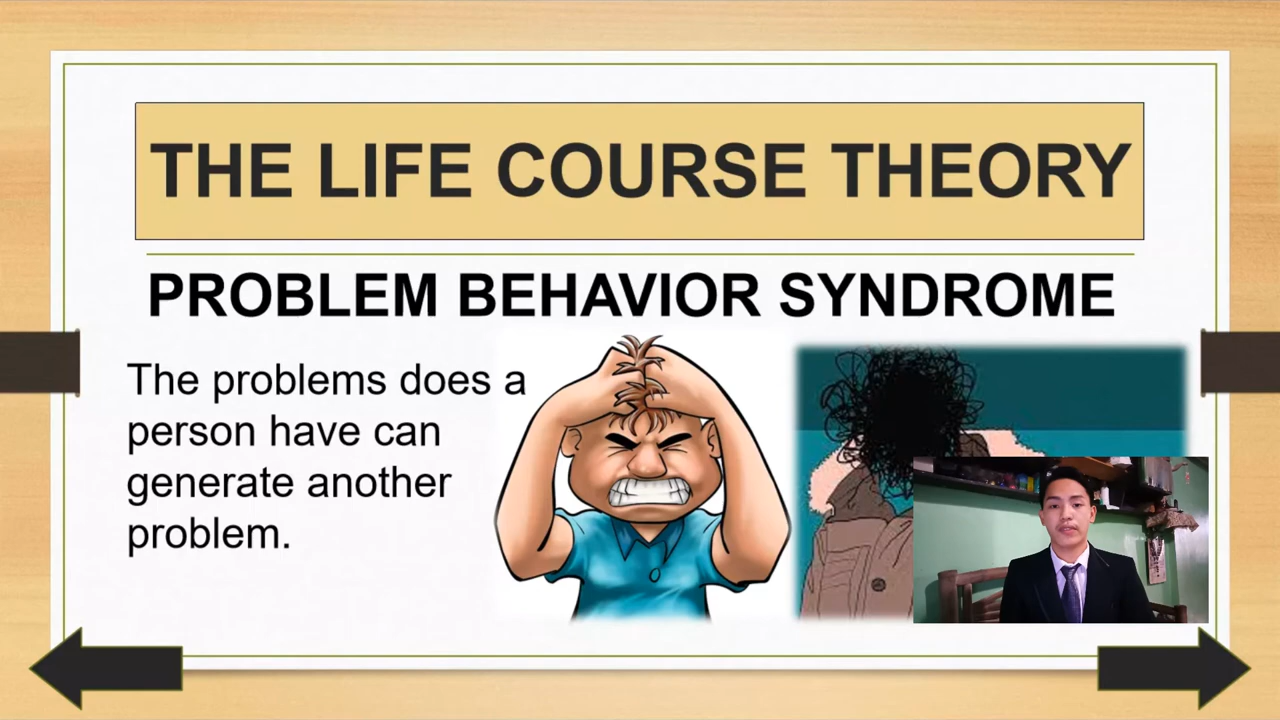 THE LIFE COURSE THEORY
PROBLEM BEHAVIOR SYNDROME
The problems does a
person have can
generate another
problem.